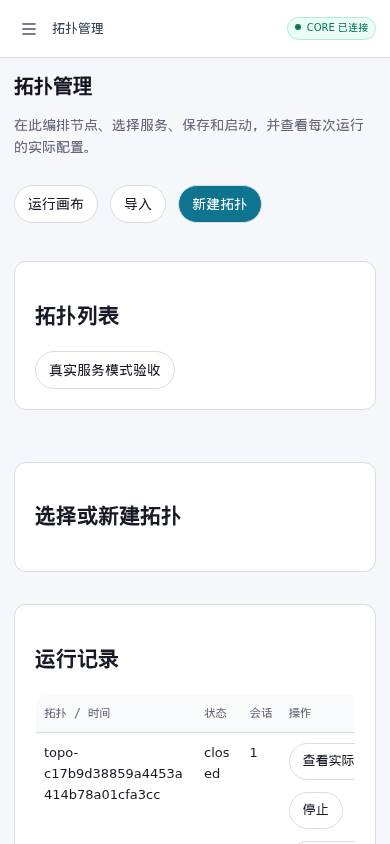 拓扑管理
CORE 已连接
拓扑管理
在此编排节点、选择服务、保存和启动，并查看每次运行
的实际配置。
运行画布
导入
新建拓扑
拓扑列表
真实服务模式验收
选择或新建拓扑
运行记录
拓扑 / 时间 状态 会话 操作
topo- clos 1 查看实际
c17b9d38859a4453a ed
414b78a01cfa3cc
停止